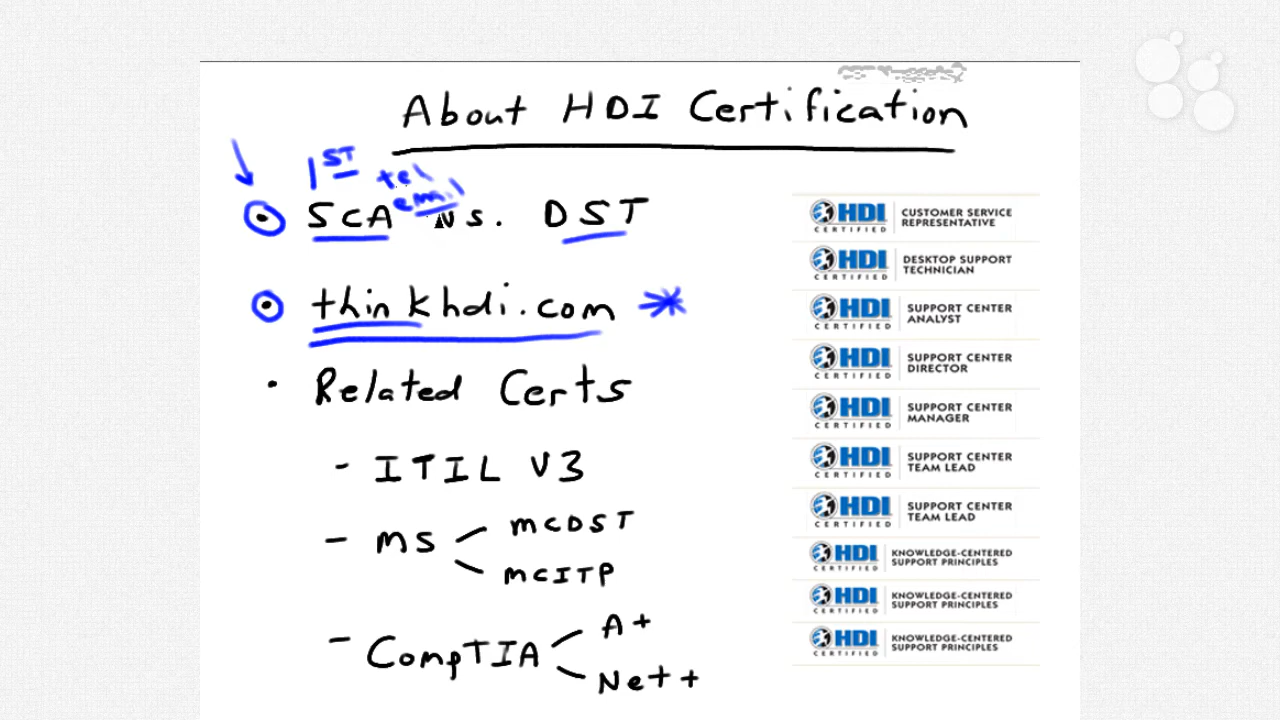 About HDI Certification
1ST tel
email
• SCA vs. DST
• thinkhdi.com *
• Related Certs
- ITIL V3
- MS
MCDST
MCITP
- CompTIA
A+
Net+
HDI CERTIFIED CUSTOMER SERVICE
REPRESENTATIVE
HDI CERTIFIED DESKTOP SUPPORT
TECHNICIAN
HDI CERTIFIED SUPPORT CENTER
ANALYST
HDI CERTIFIED SUPPORT CENTER
DIRECTOR
HDI CERTIFIED SUPPORT CENTER
MANAGER
HDI CERTIFIED SUPPORT CENTER
TEAM LEAD
HDI CERTIFIED SUPPORT CENTER
TEAM LEAD
HDI CERTIFIED KNOWLEDGE-CENTERED
SUPPORT PRINCIPLES
HDI CERTIFIED KNOWLEDGE-CENTERED
SUPPORT PRINCIPLES
HDI CERTIFIED KNOWLEDGE-CENTERED
SUPPORT PRINCIPLES